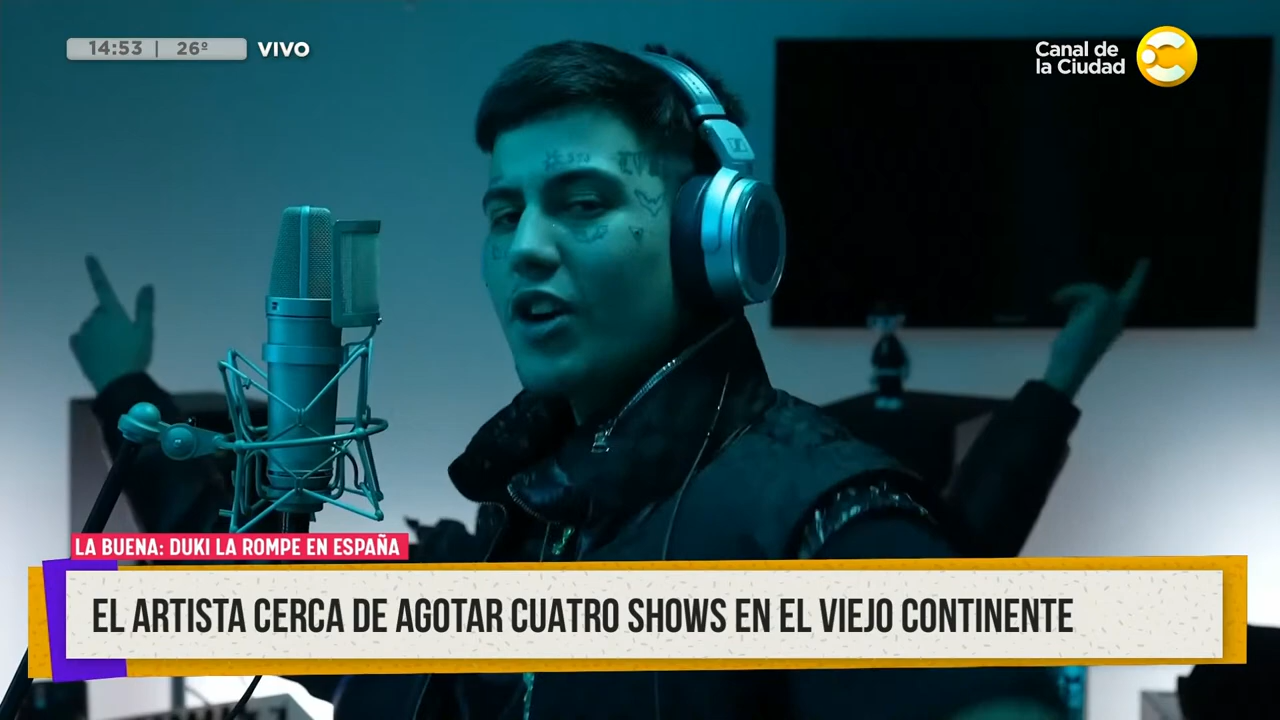 14:53 | 26º VIVO
Canal de
la Ciudad
LA BUENA: DUKI LA ROMPE EN ESPAÑA
EL ARTISTA CERCA DE AGOTAR CUATRO SHOWS EN EL VIEJO CONTINENTE